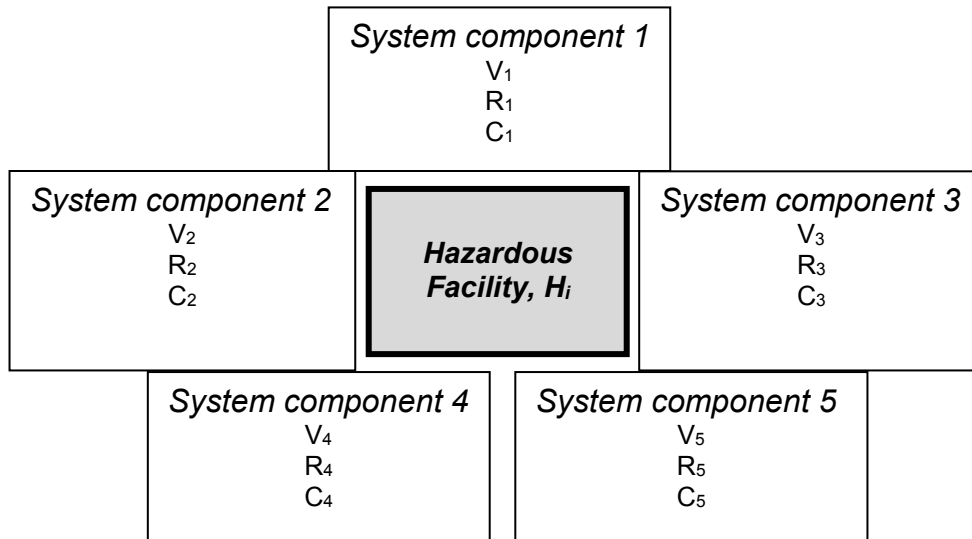 System component 1
V₁
R₁
C₁
System component 2
V₂
R₂
C₂
Hazardous
Facility, Hᵢ
System component 3
V₃
R₃
C₃
System component 4
V₄
R₄
C₄
System component 5
V₅
R₅
C₅